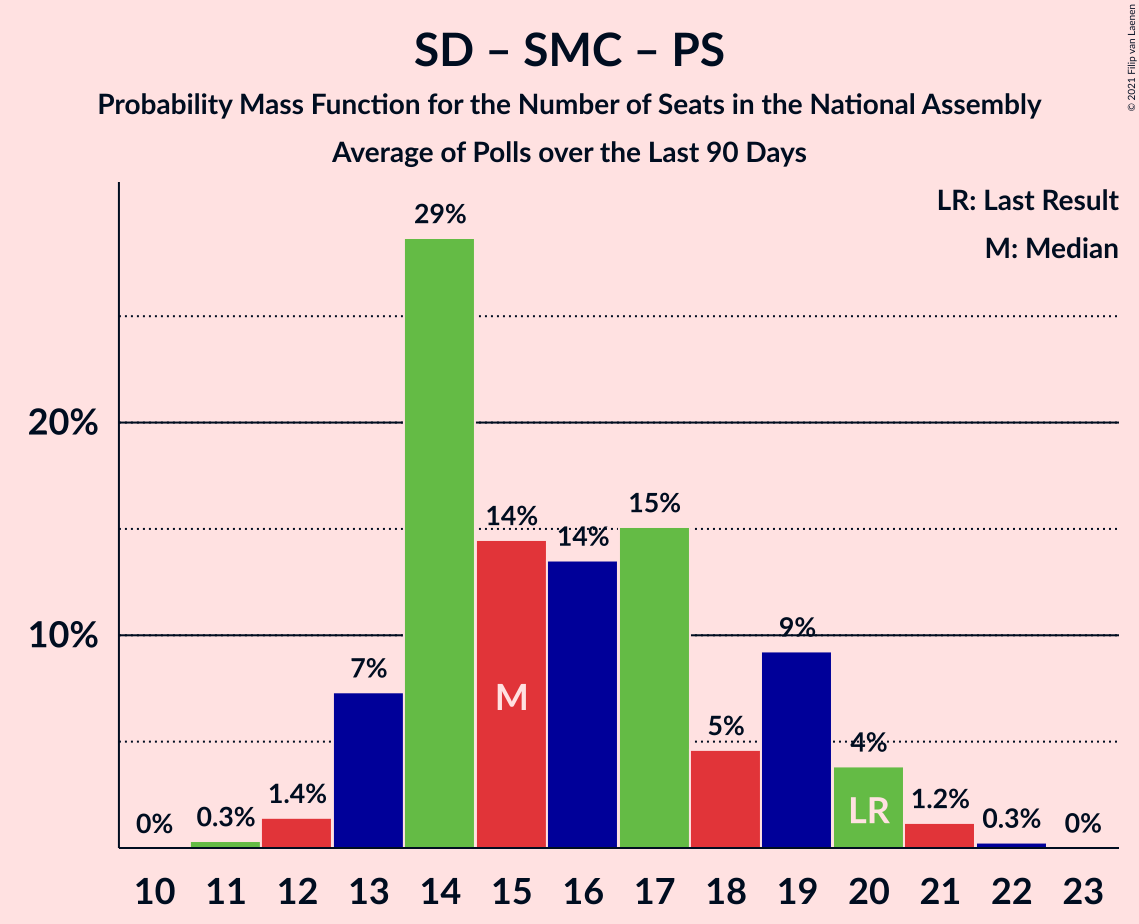 SD – SMC – PS
Probability Mass Function for the Number of Seats in the National Assembly
Average of Polls over the Last 90 Days
© 2021 Filip van Laenen
LR: Last Result
M: Median
20%
10%
0%
0.3%
1.4%
7%
29%
14%
14%
15%
5%
9%
4%
1.2%
0.3%
0%
M
LR
10 11 12 13 14 15 16 17 18 19 20 21 22 23